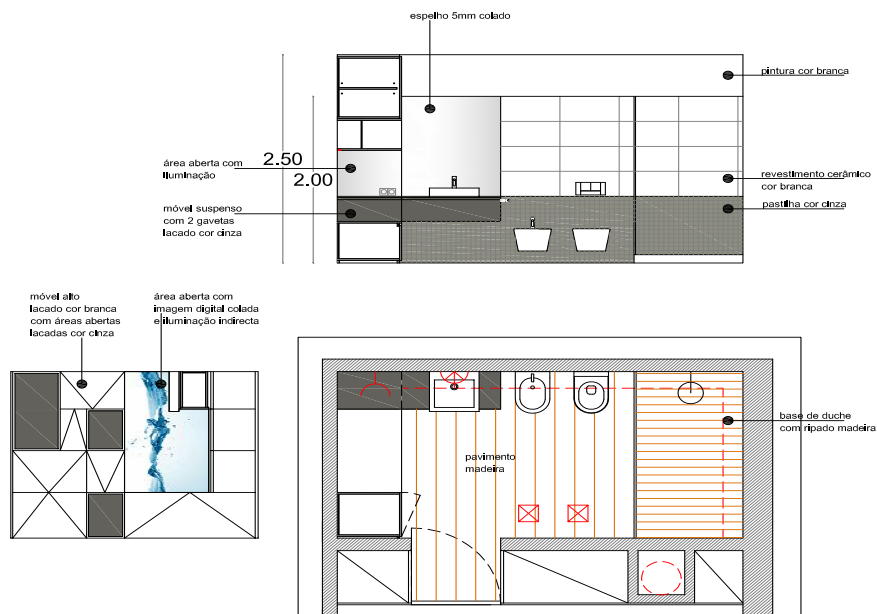 espelho 5mm colado
pintura cor branca
área aberta com
iluminação
2.50
2.00
revestimento cerâmico
cor branca
móvel suspenso
com 2 gavetas
lacado cor cinza
pastilha cor cinza
móvel alto
lacado cor branca
com áreas abertas
lacadas cor cinza
área aberta com
imagem digital colada
e iluminação indirecta
base de duche
com ripado madeira
pavimento
madeira